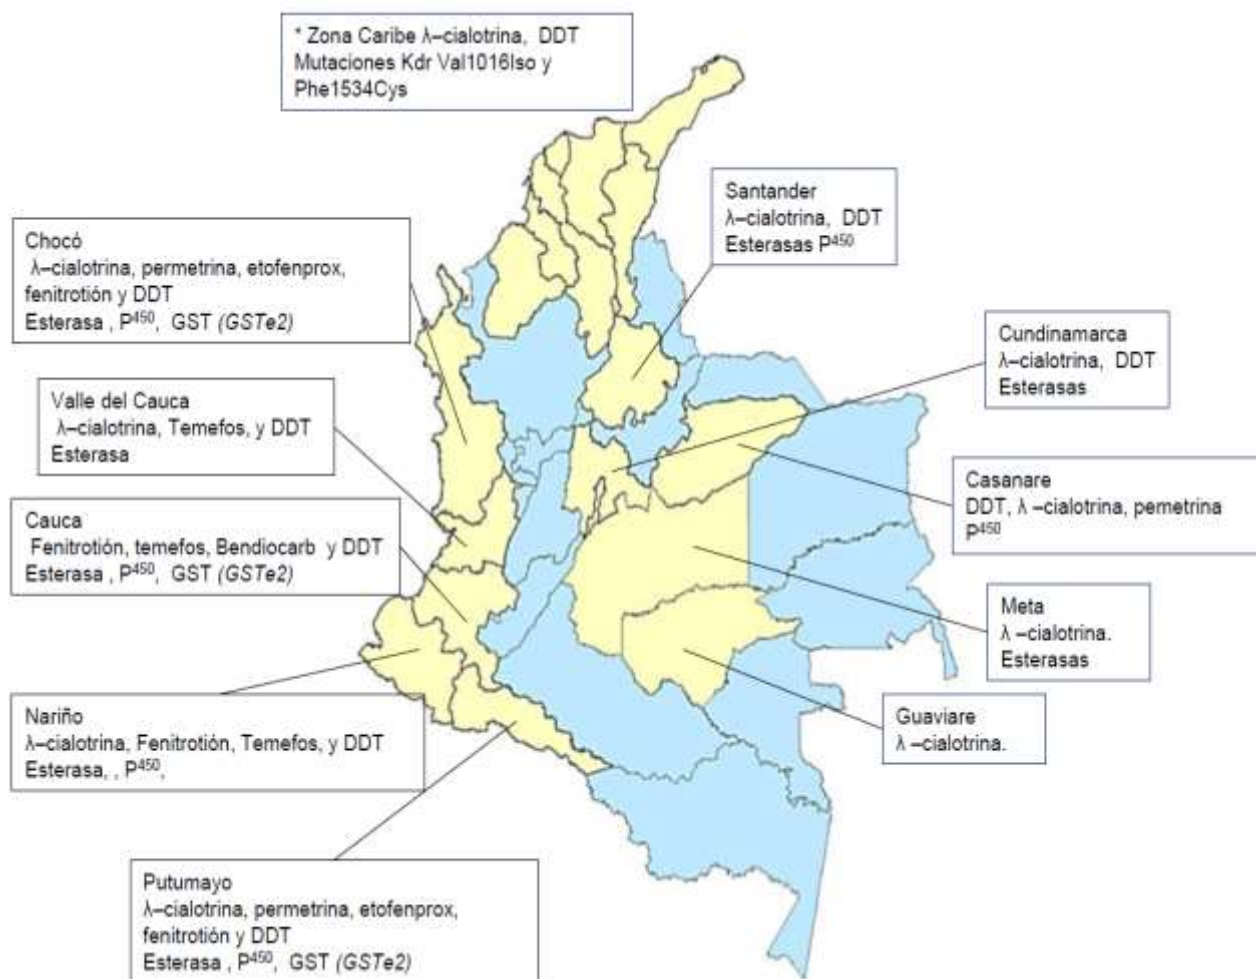 * Zona Caribe λ–cialotrina, DDT
Mutaciones Kdr Val1016Iso y
Phe1534Cys
Santander
λ–cialotrina, DDT
Esterasas P⁴⁵⁰
Chocó
λ–cialotrina, permetrina, etofenprox,
fenitrotión y DDT
Esterasa , P⁴⁵⁰, GST (GSTe2)
Cundinamarca
λ–cialotrina, DDT
Esterasas
Valle del Cauca
λ–cialotrina, Temefos, y DDT
Esterasa
Casanare
DDT, λ –cialotrina, pemetrina
P⁴⁵⁰
Cauca
Fenitrotión, temefos, Bendiocarb y DDT
Esterasa , P⁴⁵⁰, GST (GSTe2)
Meta
λ –cialotrina.
Esterasas
Nariño
λ–cialotrina, Fenitrotión, Temefos, y DDT
Esterasa, , P⁴⁵⁰,
Guaviare
λ –cialotrina.
Putumayo
λ–cialotrina, permetrina, etofenprox,
fenitrotión y DDT
Esterasa , P⁴⁵⁰, GST (GSTe2)